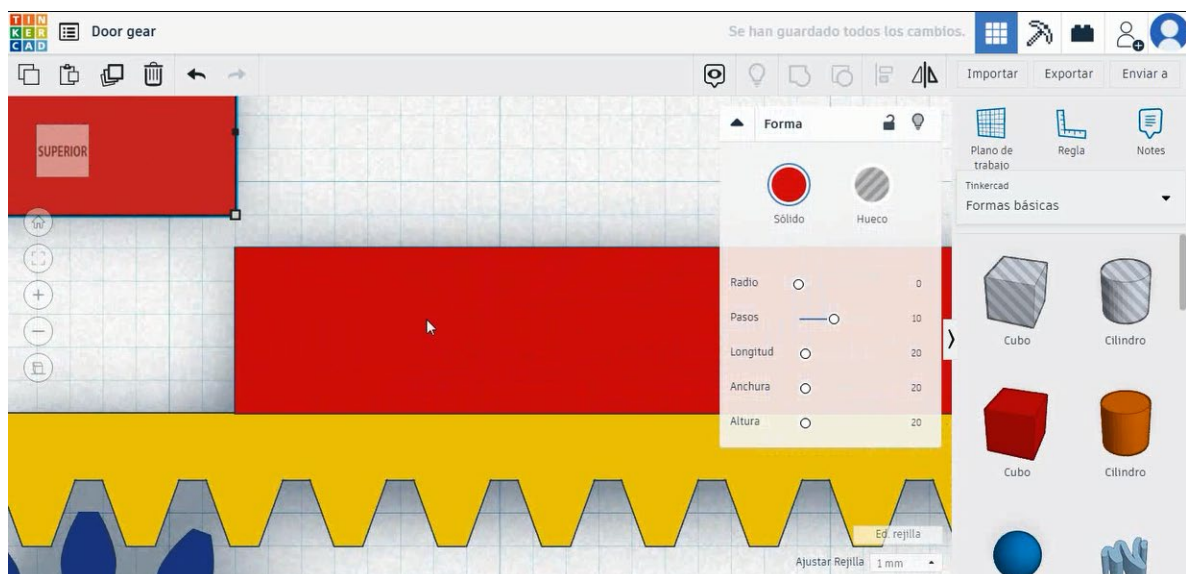 TIN
KER
CAD
Door gear
Se han guardado todos los cambios.
Importar
Exportar
Enviar a
SUPERIOR
Forma
Sólido
Hueco
Radio 0
Pasos 10
Longitud 20
Anchura 20
Altura 20
Plano de
trabajo
Regla
Notes
Tinkercad
Formas básicas
Cubo
Cilindro
Cubo
Cilindro
Ed. rejilla
Ajustar Rejilla 1 mm